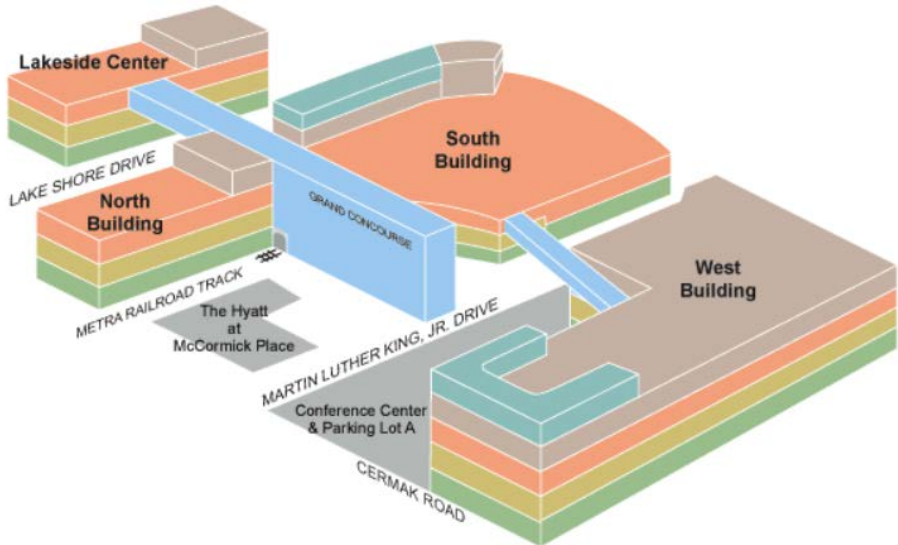 Lakeside Center
South
Building
LAKE SHORE DRIVE
North
Building
GRAND CONCOURSE
West
Building
METRA RAILROAD TRACK
The Hyatt
at
McCormick Place
MARTIN LUTHER KING, JR. DRIVE
Conference Center
& Parking Lot A
CERMAK ROAD